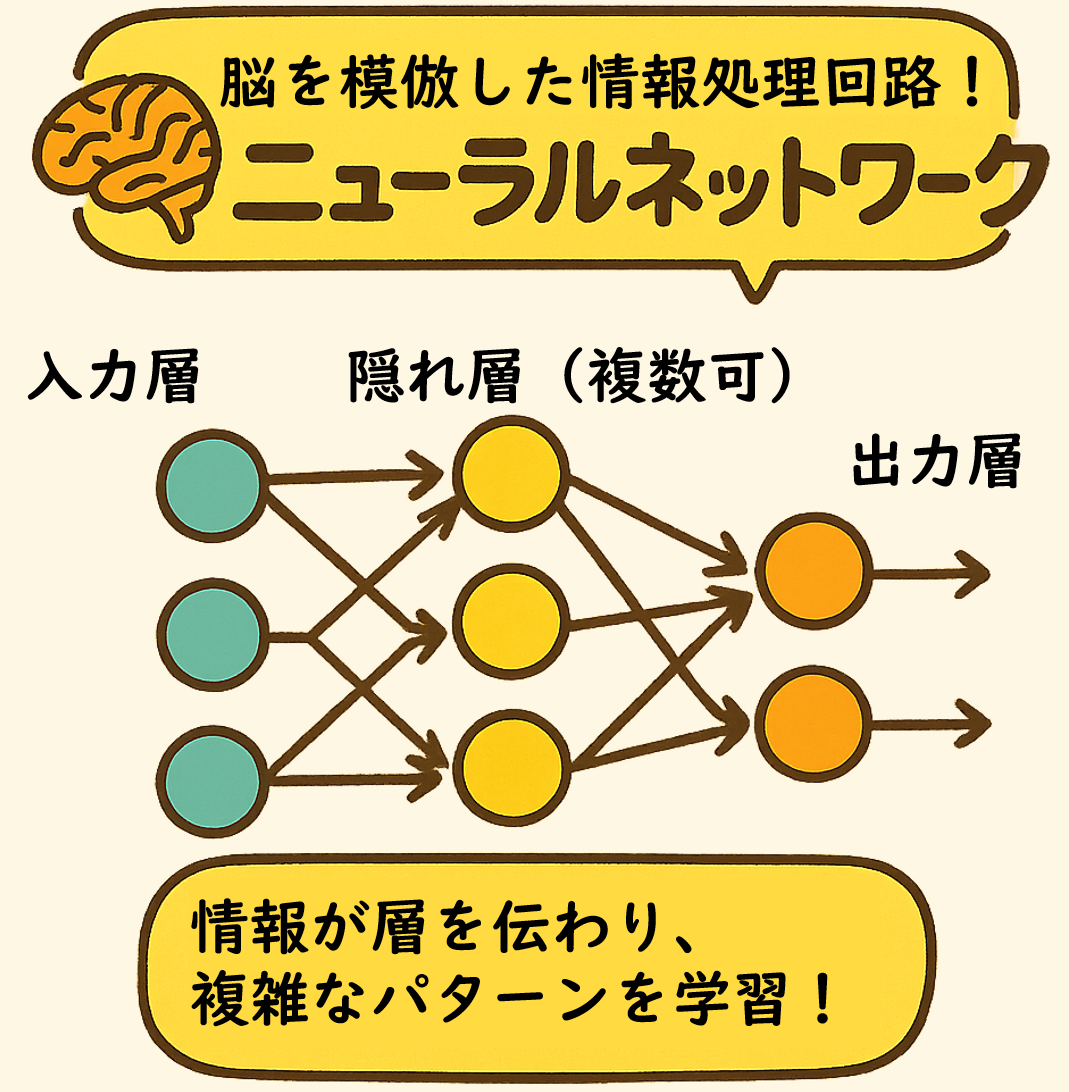 脳を模倣した情報処理回路！
ニューラルネットワーク
入力層
隠れ層（複数可）
出力層
情報が層を伝わり、
複雑なパターンを学習！